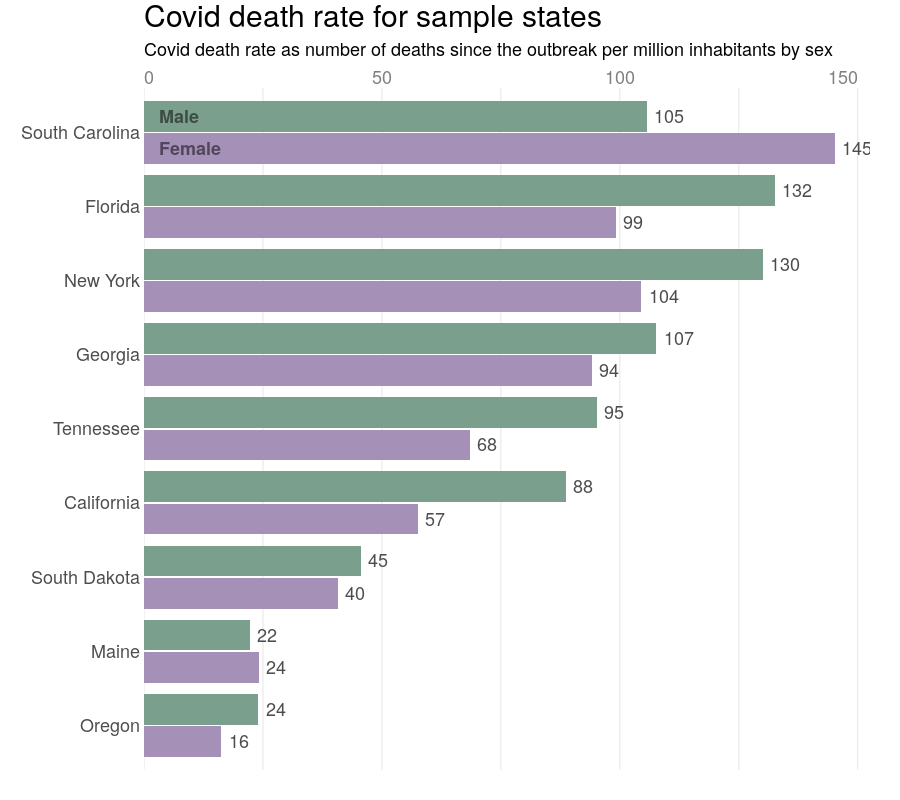 Covid death rate for sample states
Covid death rate as number of deaths since the outbreak per million inhabitants by sex
0 50 100 150
South Carolina
Male 105
Female 145
Florida
132
99
New York
130
104
Georgia
107
94
Tennessee
95
68
California
88
57
South Dakota
45
40
Maine
22
24
Oregon
24
16